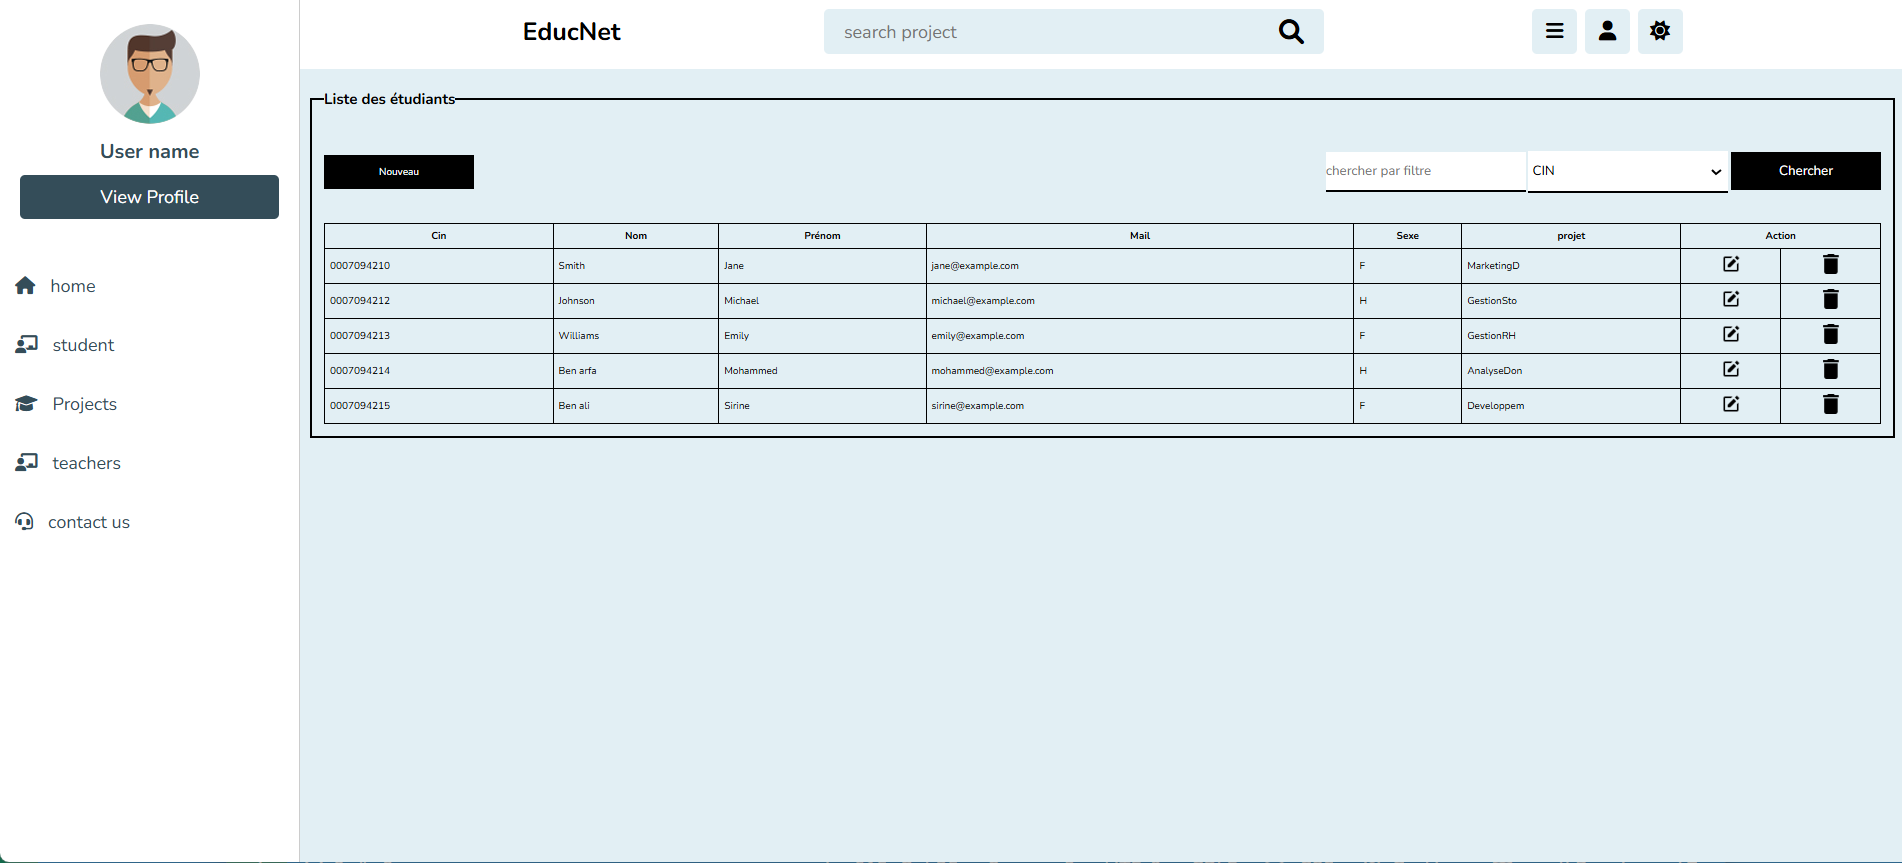 User name
View Profile
home
student
Projects
teachers
contact us
EducNet
search project
Liste des étudiants
Nouveau
chercher par filtre CIN Chercher
Cin Nom Prénom Mail Sexe projet Action
0007094210 Smith Jane jane@example.com F MarketingD
0007094212 Johnson Michael michael@example.com H GestionSto
0007094213 Williams Emily emily@example.com F GestionRH
0007094214 Ben arfa Mohammed mohammed@example.com H AnalyseDon
0007094215 Ben ali Sirine sirine@example.com F Developpem